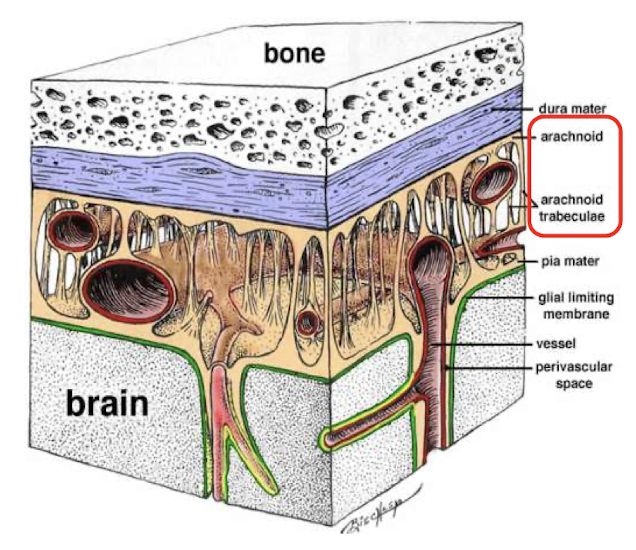 bone
dura mater
arachnoid
arachnoid
trabeculae
pia mater
glial limiting
membrane
vessel
perivascular
space
brain